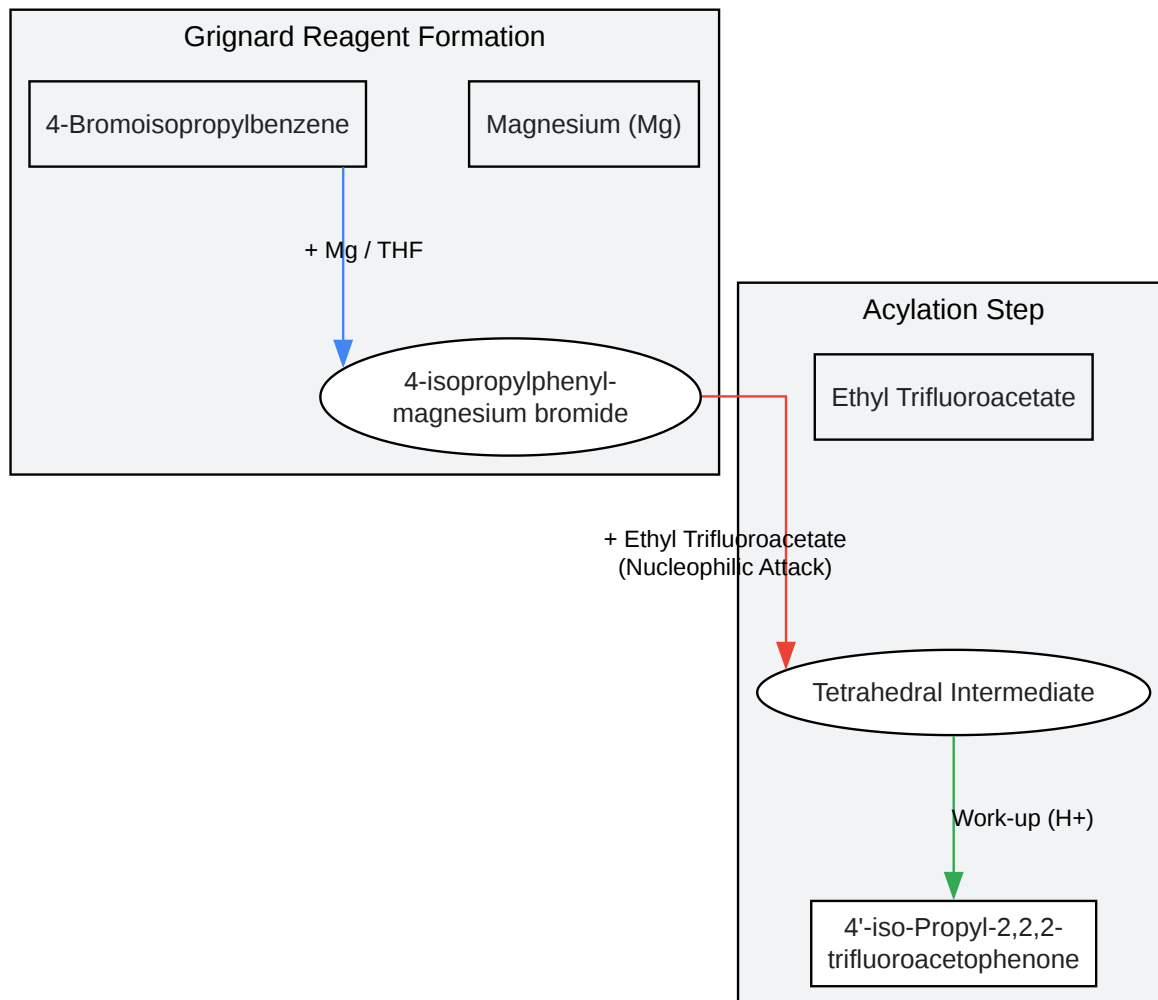 Grignard Reagent Formation
4-Bromoisopropylbenzene
Magnesium (Mg)
+ Mg / THF
4-isopropylphenyl-
magnesium bromide
Acylation Step
Ethyl Trifluoroacetate
+ Ethyl Trifluoroacetate
(Nucleophilic Attack)
Tetrahedral Intermediate
Work-up (H+)
4'-iso-Propyl-2,2,2-
trifluoroacetophenone